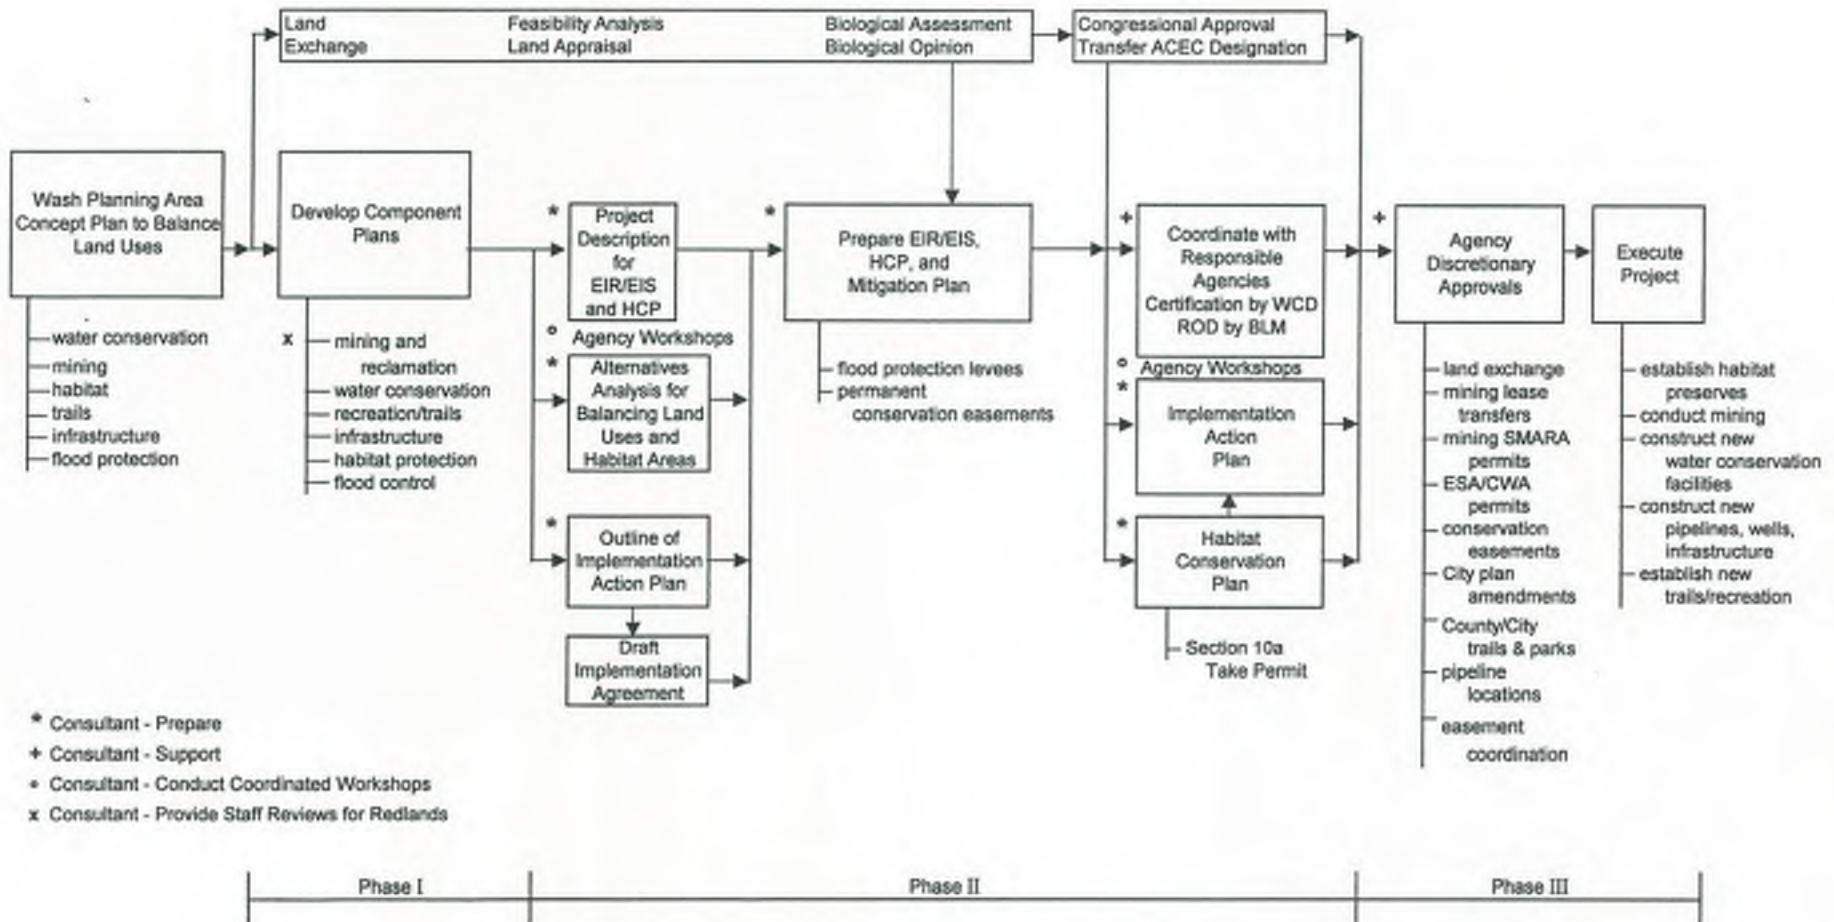 Land Feasibility Analysis Biological Assessment
Exchange Land Appraisal Biological Opinion
Congressional Approval
Transfer ACEC Designation
Wash Planning Area
Concept Plan to Balance
Land Uses
water conservation
mining
habitat
trails
infrastructure
flood protection
Develop Component
Plans
x
mining and
reclamation
water conservation
recreation/trails
infrastructure
habitat protection
flood control
*
Project
Description
for
EIR/EIS
and HCP
° Agency Workshops
*
Alternatives
Analysis for
Balancing Land
Uses and
Habitat Areas
*
Outline of
Implementation
Action Plan
Draft
Implementation
Agreement
*
Prepare EIR/EIS,
HCP, and
Mitigation Plan
flood protection levees
permanent
conservation easements
+
Coordinate with
Responsible
Agencies
Certification by WCD
ROD by BLM
° Agency Workshops
*
Implementation
Action
Plan
*
Habitat
Conservation
Plan
Section 10a
Take Permit
+
Agency
Discretionary
Approvals
land exchange
mining lease
transfers
mining SMARA
permits
ESA/CWA
permits
conservation
easements
City plan
amendments
County/City
trails & parks
pipeline
locations
easement
coordination
Execute
Project
establish habitat
preserves
conduct mining
construct new
water conservation
facilities
construct new
pipelines, wells,
infrastructure
establish new
trails/recreation
* Consultant - Prepare
+ Consultant - Support
° Consultant - Conduct Coordinated Workshops
x Consultant - Provide Staff Reviews for Redlands
Phase I
Phase II
Phase III